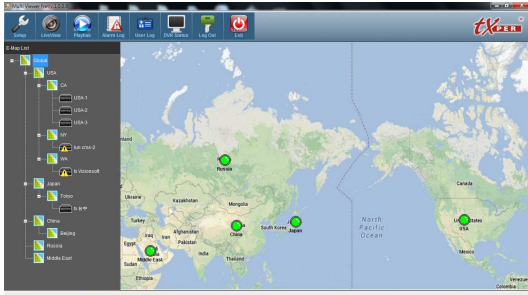 Multi Viewer
Setup
LiveView
Playback
Alarm Log
User Log
DVR Status
Log Out
Exit
tXPER
E-Map List
Global
USA
CA
USA-1
USA-2
USA-3
NY
WA
Japan
Tokyo
China
Beijing
Russia
Middle East
Russia
Canada
Ukraine
Kazakhstan
Mongolia
Turkey
Afghanistan
China
South Korea
Japan
North
Pacific
Ocean
USA
Iraq
Iran
Pakistan
Egypt
Middle East
India
Thailand
Mexico
Sudan
Ethiopia
Colombia